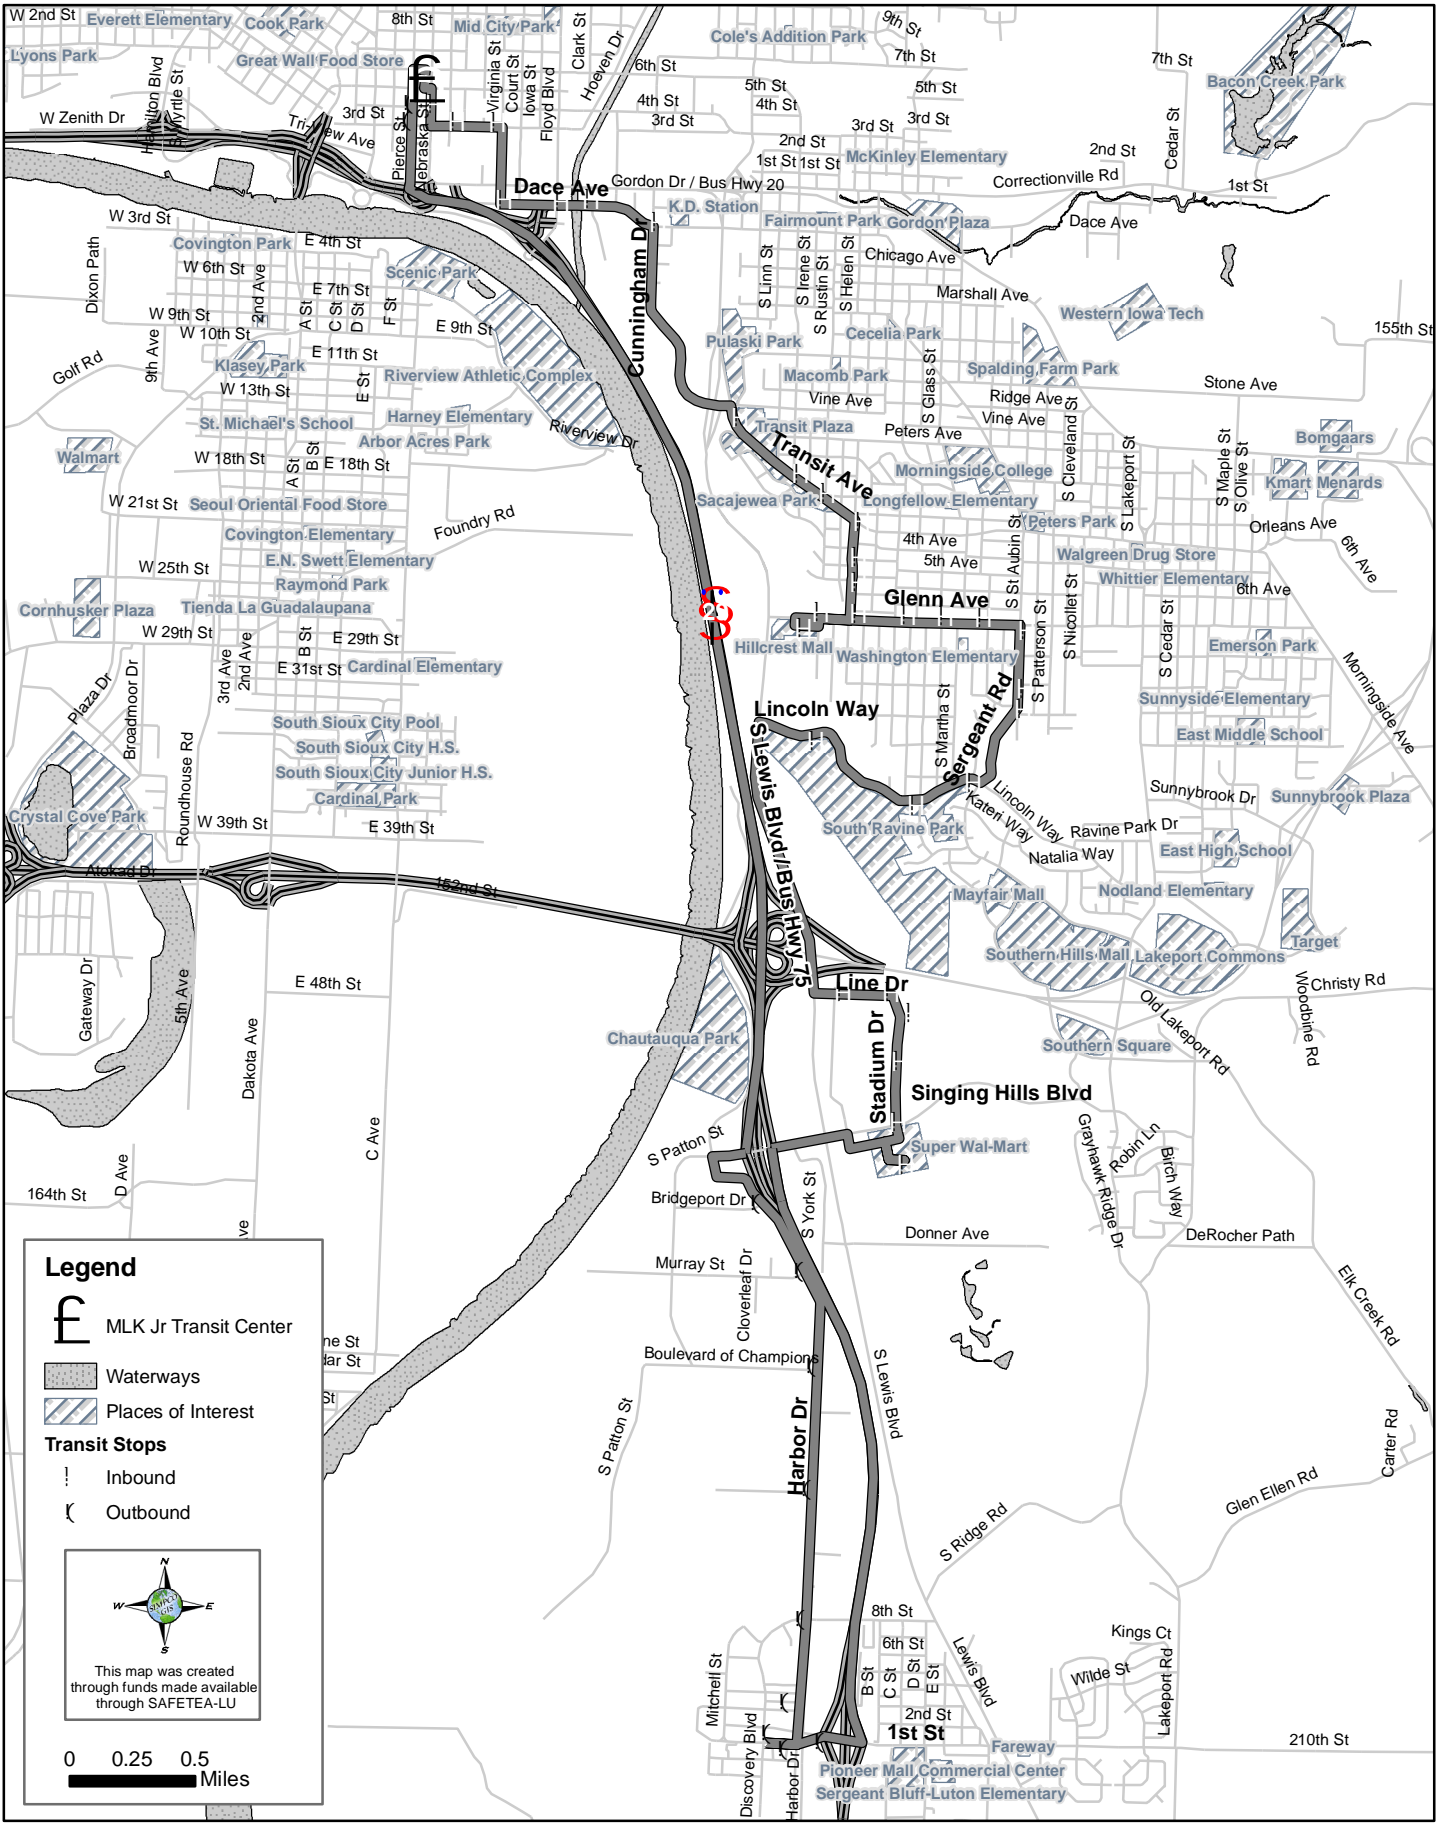 W 2nd St
Everett Elementary
Cook Park
8th St
Mid City Park
Clark St
Hoeven Dr
Cole's Addition Park
9th St
7th St
7th St
Lyons Park
Great Wall Food Store
£
Virginia St
Court St
Iowa St
Floyd Blvd
6th St
5th St
5th St
Bacon Creek Park
Hamilton Blvd
Myrtle St
W Zenith Dr
Tri-View Ave
3rd St
Pierce St
Nebraska St
4th St
4th St
3rd St
3rd St
3rd St
2nd St
2nd St
Cedar St
1st St
1st St
McKinley Elementary
Dace Ave
Gordon Dr / Bus Hwy 20
Correctionville Rd
1st St
W 3rd St
K.D. Station
Fairmount Park
Gordon Plaza
Dace Ave
Covington Park
E 4th St
Chicago Ave
W 6th St
Scenic Park
Dixon Path
2nd Ave
E 7th St
A St
C St
D St
F St
Cunningham Dr
S Linn St
S Irene St
S Rustin St
S Helen St
Marshall Ave
Western Iowa Tech
W 9th St
W 10th St
E 9th St
Pulaski Park
Cecelia Park
155th St
9th Ave
Golf Rd
Klasey Park
E 11th St
Riverview Athletic Complex
Macomb Park
S Glass St
Spalding Farm Park
Stone Ave
W 13th St
E St
Vine Ave
Ridge Ave
Vine Ave
St. Michael's School
Harney Elementary
Riverview Dr
Transit Plaza
Peters Ave
Arbor Acres Park
Bomgaars
Walmart
W 18th St
B St
E 18th St
A St
Transit Ave
Morningside College
S Cleveland St
S Lakeport St
S Maple St
S Olive St
Kmart
Menards
W 21st St
Seoul Oriental Food Store
Sacajewea Park
Longfellow Elementary
Foundry Rd
Peters Park
Orleans Ave
Covington Elementary
4th Ave
S St Aubin St
Walgreen Drug Store
6th Ave
E.N. Swett Elementary
5th Ave
W 25th St
Raymond Park
Whittier Elementary
6th Ave
Cornhusker Plaza
Tienda La Guadalaupana
Glenn Ave
S Nicollet St
S Patterson St
S Cedar St
W 29th St
B St
E 29th St
Hillcrest Mall
Washington Elementary
Emerson Park
3rd Ave
2nd Ave
E 31st St
Cardinal Elementary
Morningside Ave
Plaza Dr
Broadmoor Dr
Sergeant Rd
S Martha St
Sunnyside Elementary
Lincoln Way
South Sioux City Pool
East Middle School
South Sioux City H.S.
S Lewis Blvd / Bus Hwy 75
Roundhouse Rd
South Sioux City Junior H.S.
Cardinal Park
Lincoln Way
Kateri Way
Sunnybrook Dr
Sunnybrook Plaza
Crystal Cove Park
W 39th St
E 39th St
South Ravine Park
Ravine Park Dr
Natalia Way
East High School
Atokad Dr
152nd St
Mayfair Mall
Nodland Elementary
Target
Southern Hills Mall
Lakeport Commons
Gateway Dr
5th Ave
E 48th St
Line Dr
Woodbine Rd
Christy Rd
Old Lakeport Rd
Dakota Ave
Chautauqua Park
Stadium Dr
Southern Square
Singing Hills Blvd
C Ave
S Patton St
Super Wal-Mart
Grayhawk Ridge Dr
Robin Ln
Birch Way
D Ave
164th St
Bridgeport Dr
S York St
Donner Ave
DeRocher Path
Murray St
Cloverleaf Dr
Elk Creek Rd
Boulevard of Champions
S Lewis Blvd
S Patton St
Harbor Dr
Carter Rd
Glen Ellen Rd
S Ridge Rd
8th St
Kings Ct
6th St
Mitchell St
B St
C St
D St
E St
Lewis Blvd
Wilde St
Lakeport Rd
2nd St
1st St
210th St
Discovery Blvd
Harbor Dr
Fareway
Pioneer Mall
Commercial Center
Sergeant Bluff-Luton Elementary
Legend
£ MLK Jr Transit Center
Waterways
Places of Interest
Transit Stops
Inbound
Outbound
N
W E
SIMPCO
GIS
S
This map was created
through funds made available
through SAFETEA-LU
0 0.25 0.5
Miles